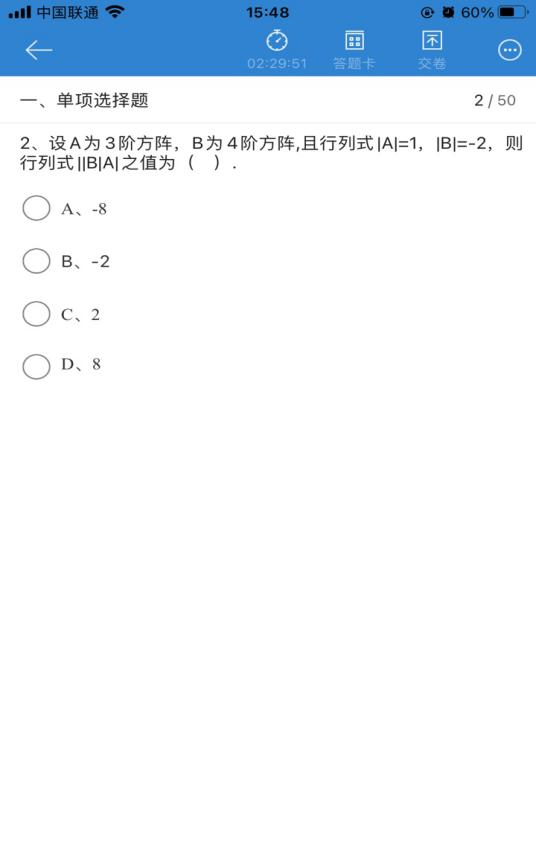 中国联通 15:48 60%
02:29:51 答题卡 交卷
一、单项选择题 2 / 50
2、设A为3阶方阵，B为4阶方阵,且行列式|A|=1，|B|=-2，则
行列式||B|A|之值为（ ）.
A、-8
B、-2
C、2
D、8